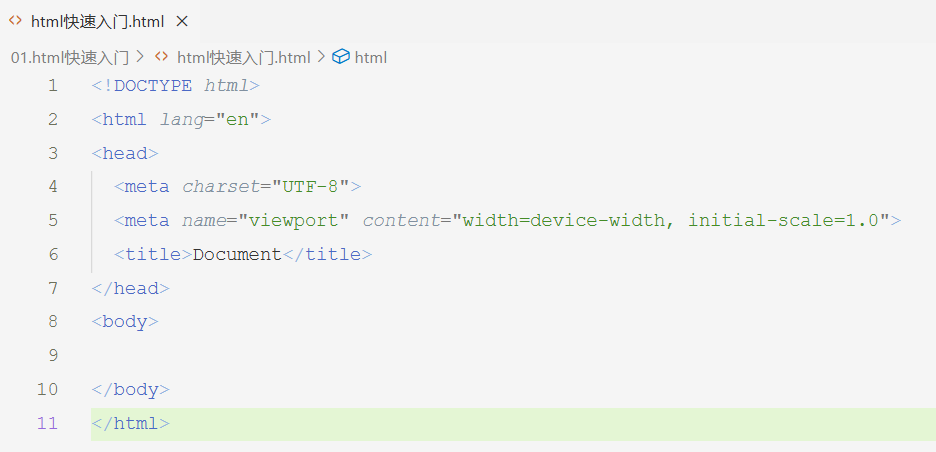 html快速入门.html
01.html快速入门 > html快速入门.html > html
1 <!DOCTYPE html>
2 <html lang="en">
3 <head>
4 <meta charset="UTF-8">
5 <meta name="viewport" content="width=device-width, initial-scale=1.0">
6 <title>Document</title>
7 </head>
8 <body>
9
10 </body>
11 </html>